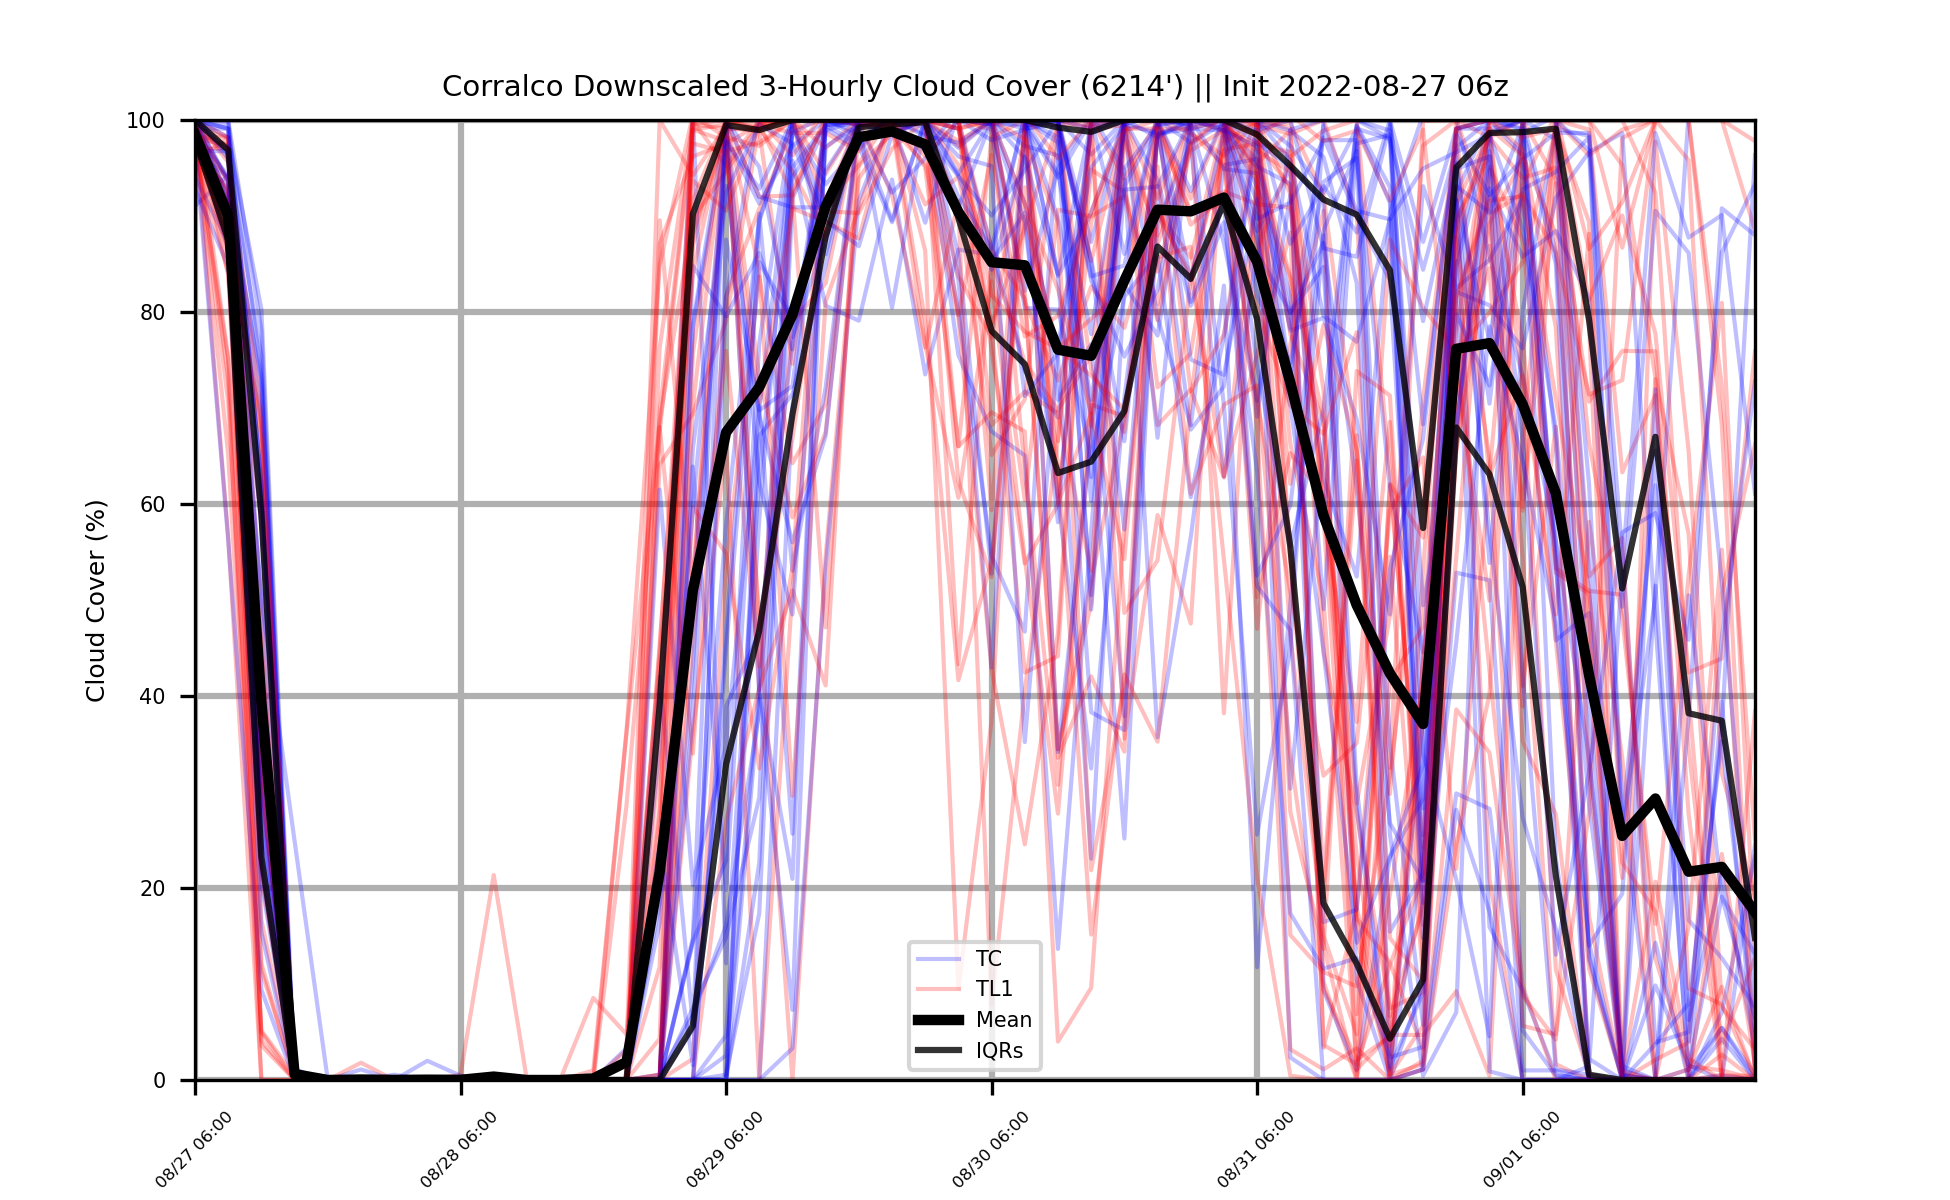 Corralco Downscaled 3-Hourly Cloud Cover (6214') || Init 2022-08-27 06z
Cloud Cover (%)
100
80
60
40
20
0
TC
TL1
Mean
IQRs
08/27 06:00
08/28 06:00
08/29 06:00
08/30 06:00
08/31 06:00
09/01 06:00